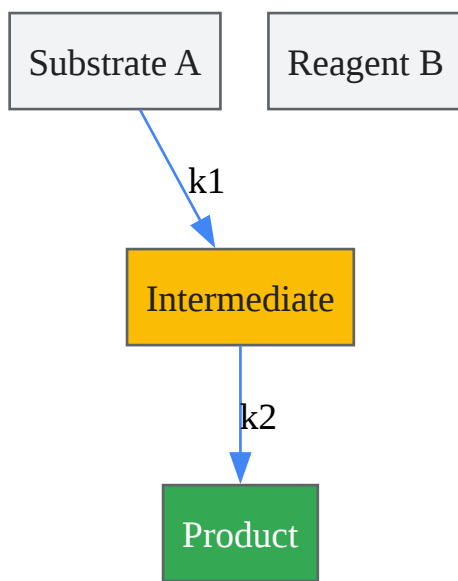 Substrate A
Reagent B
k1
Intermediate
k2
Product